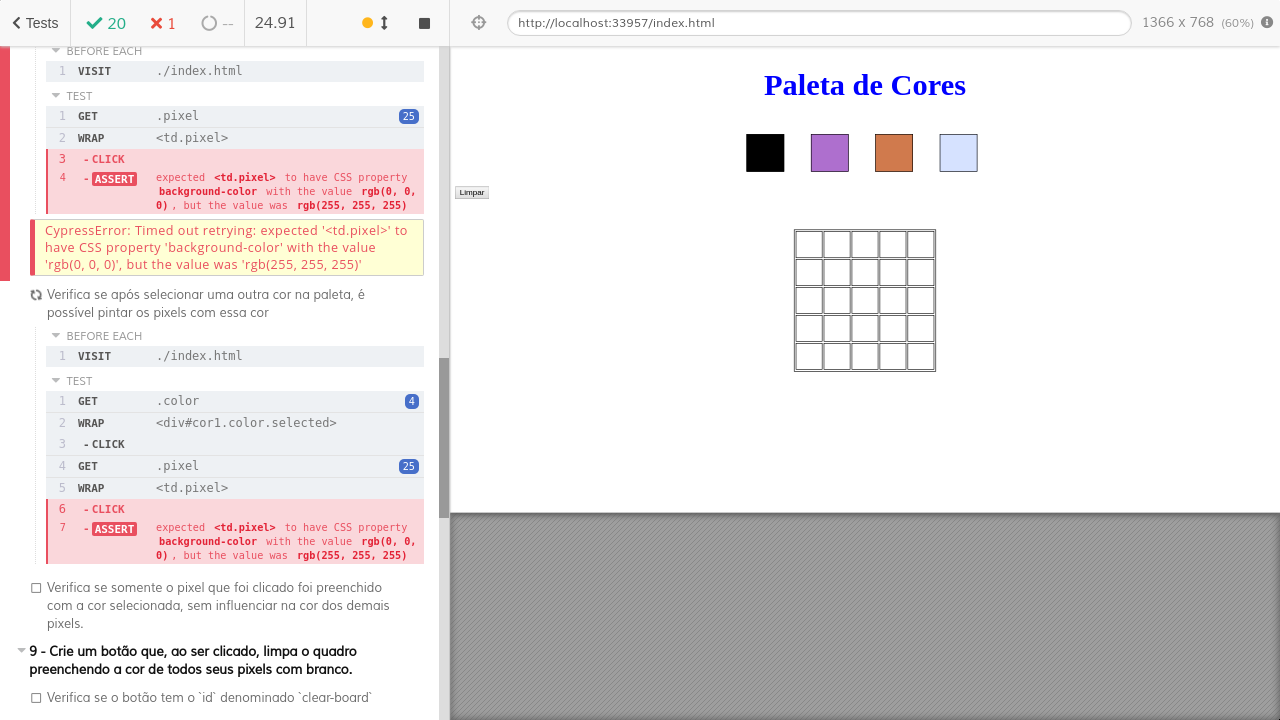 Tests 20 1 -- 24.91 http://localhost:33957/index.html 1366 x 768 (60%)
BEFORE EACH
1 VISIT ./index.html
TEST
1 GET .pixel 25
2 WRAP <td.pixel>
3 - CLICK
4 - ASSERT expected <td.pixel> to have CSS property
background-color with the value rgb(0, 0,
0) , but the value was rgb(255, 255, 255)
CypressError: Timed out retrying: expected '<td.pixel>' to
have CSS property 'background-color' with the value
'rgb(0, 0, 0)', but the value was 'rgb(255, 255, 255)'
Verifica se após selecionar uma outra cor na paleta, é
possível pintar os pixels com essa cor
BEFORE EACH
1 VISIT ./index.html
TEST
1 GET .color 4
2 WRAP <div#cor1.color.selected>
3 - CLICK
4 GET .pixel 25
5 WRAP <td.pixel>
6 - CLICK
7 - ASSERT expected <td.pixel> to have CSS property
background-color with the value rgb(0, 0,
0) , but the value was rgb(255, 255, 255)
Verifica se somente o pixel que foi clicado foi preenchido
com a cor selecionada, sem influenciar na cor dos demais
pixels.
9 - Crie um botão que, ao ser clicado, limpa o quadro
preenchendo a cor de todos seus pixels com branco.
Verifica se o botão tem o `id` denominado `clear-board`
Paleta de Cores
Limpar